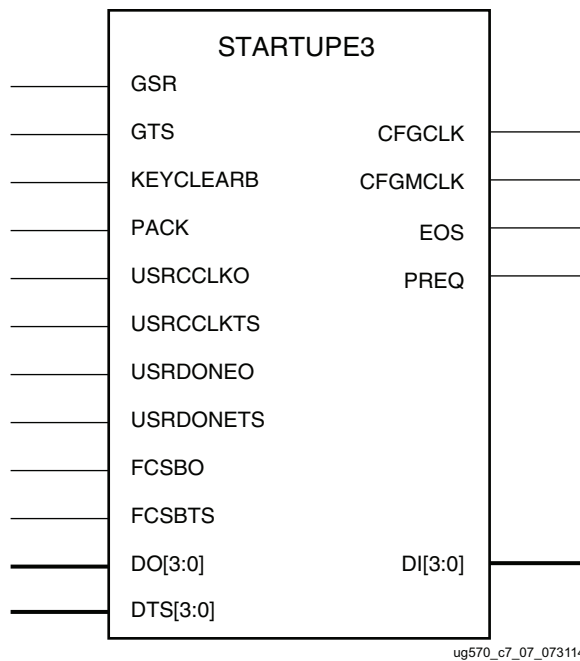 STARTUPE3
GSR
GTS
CFGCLK
KEYCLEARB
CFGMCLK
PACK
EOS
USRCCLKO
PREQ
USRCCLKTS
USRDONEO
USRDONETS
FCSBO
FCSBTS
DO[3:0]
DI[3:0]
DTS[3:0]
ug570_c7_07_073114